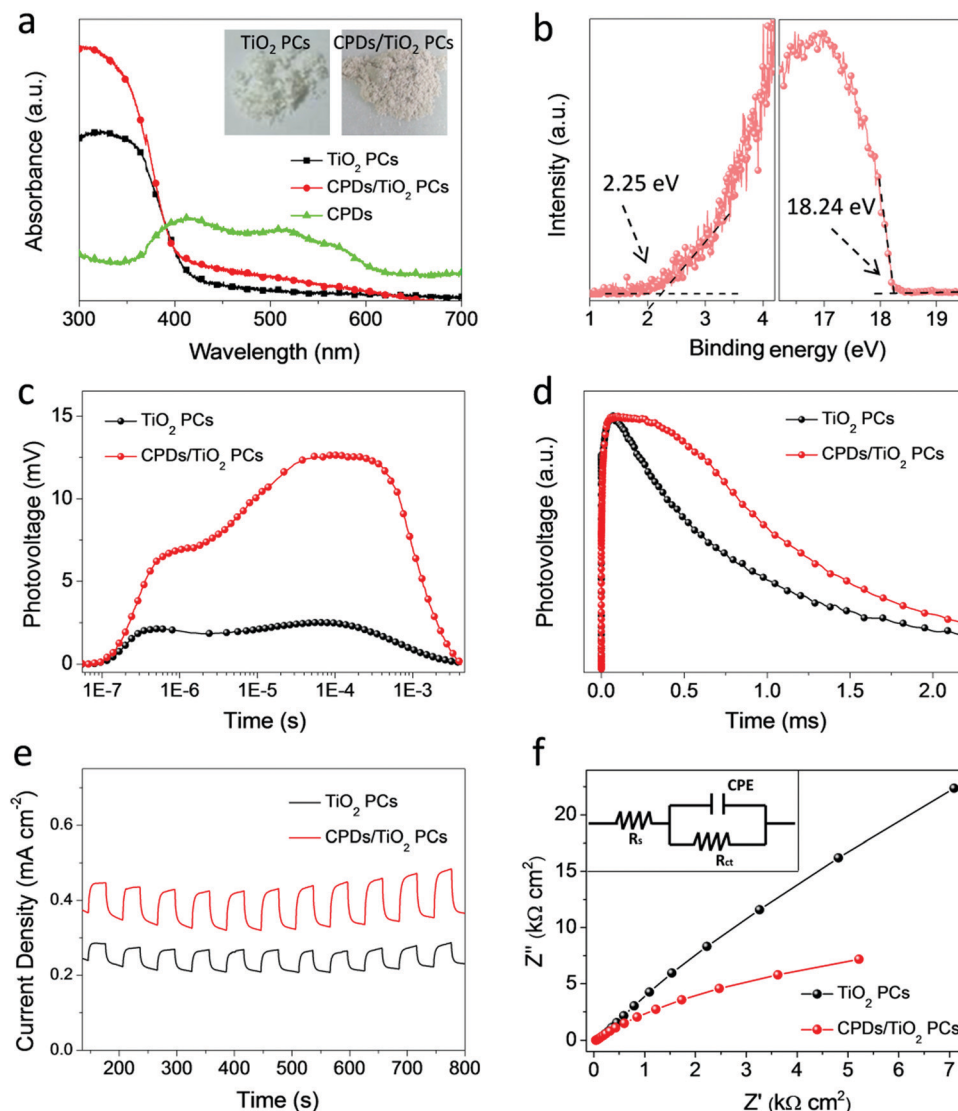 a
TiO₂ PCs
CPDs/TiO₂ PCs
TiO₂ PCs
CPDs/TiO₂ PCs
CPDs
Absorbance (a.u.)
300 400 500 600 700
Wavelength (nm)
b
2.25 eV
18.24 eV
Intensity (a.u.)
1 2 3 4 17 18 19
Binding energy (eV)
c
TiO₂ PCs
CPDs/TiO₂ PCs
Photovoltage (mV)
15
10
5
0
1E-7 1E-6 1E-5 1E-4 1E-3
Time (s)
d
TiO₂ PCs
CPDs/TiO₂ PCs
Photovoltage (a.u.)
0.0 0.5 1.0 1.5 2.0
Time (ms)
e
TiO₂ PCs
CPDs/TiO₂ PCs
Current Density (mA cm⁻²)
0.6
0.4
0.2
0.0
200 300 400 500 600 700 800
Time (s)
f
CPE
Rs
Rct
TiO₂ PCs
CPDs/TiO₂ PCs
Z'' (kΩ cm²)
20
15
10
5
0
0 1 2 3 4 5 6 7
Z' (kΩ cm²)